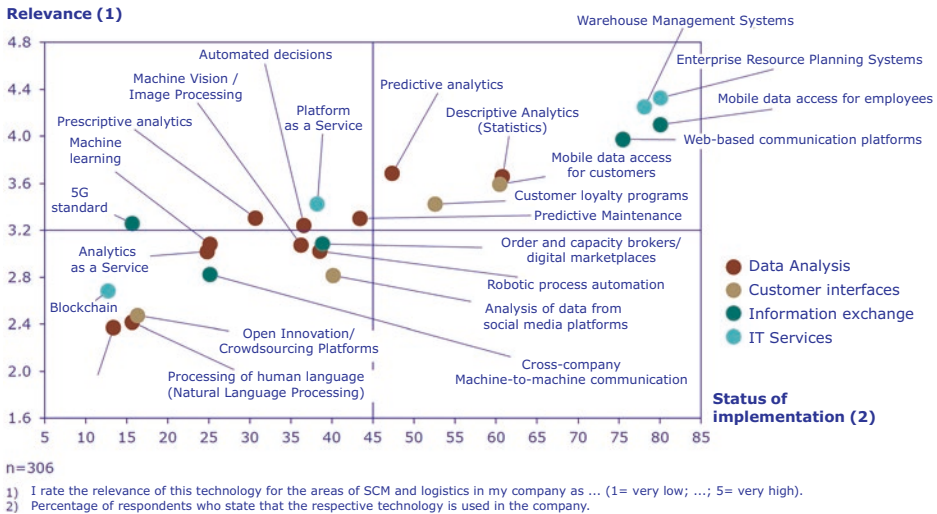 Relevance (1)
Warehouse Management Systems
4.8
Automated decisions
Enterprise Resource Planning Systems
Machine Vision /
Image Processing
Predictive analytics
4.4
Mobile data access for employees
Platform
as a Service
Descriptive Analytics
(Statistics)
Prescriptive analytics
4.0
Web-based communication platforms
Machine
learning
Mobile data access
for customers
3.6
5G
standard
Customer loyalty programs
Predictive Maintenance
3.2
Order and capacity brokers/
digital marketplaces
Analytics
as a Service
Data Analysis
2.8
Robotic process automation
Customer interfaces
Blockchain
Analysis of data from
social media platforms
Information exchange
2.4
Open Innovation/
Crowdsourcing Platforms
IT Services
2.0
Processing of human language
(Natural Language Processing)
Cross-company
Machine-to-machine communication
1.6
Status of
implementation (2)
5 10 15 20 25 30 35 40 45 50 55 60 65 70 75 80 85
n=306
1) I rate the relevance of this technology for the areas of SCM and logistics in my company as ... (1= very low; ...; 5= very high).
2) Percentage of respondents who state that the respective technology is used in the company.